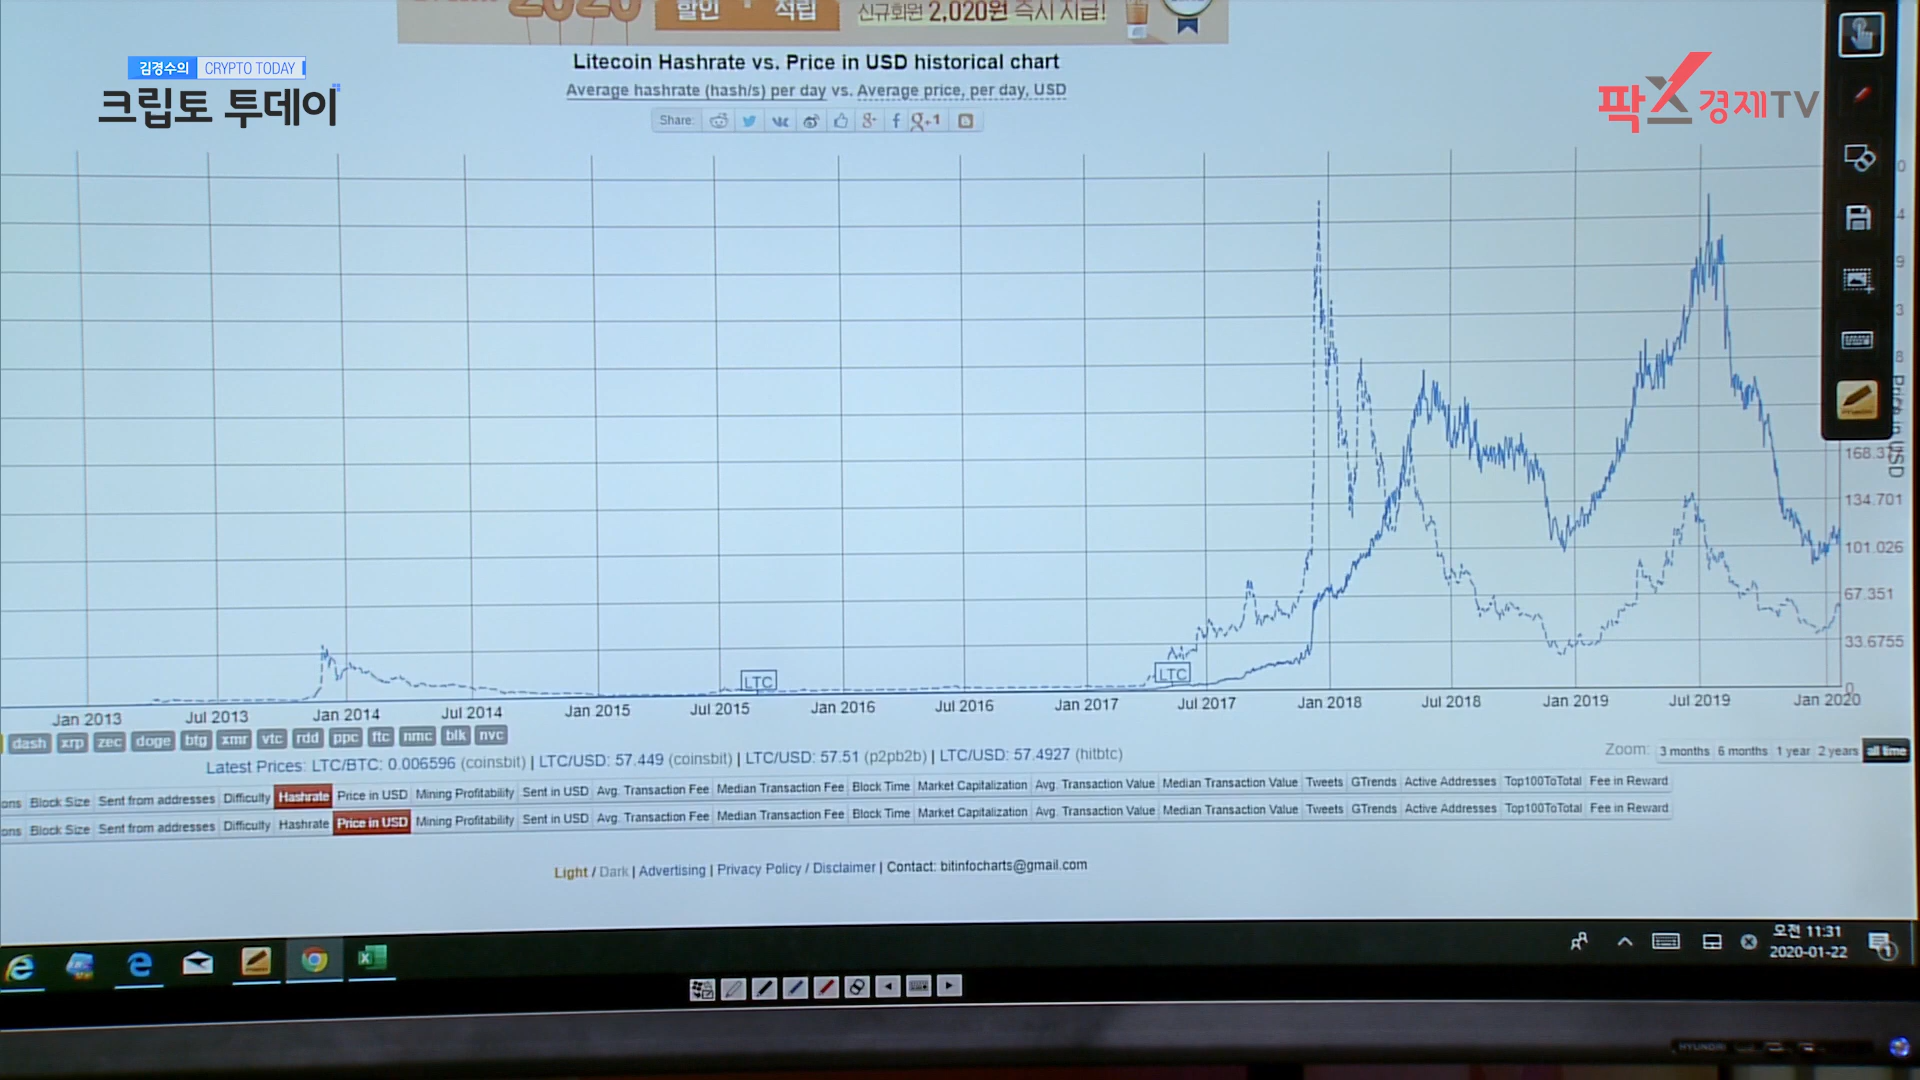 할인 + 적립 신규회원 2,020원 즉시 지급!
김경수의 CRYPTO TODAY
크립토 투데이
팍스경제TV
Litecoin Hashrate vs. Price in USD historical chart
Average hashrate (hash/s) per day vs. Average price, per day, USD
Share:
g+1
Price in USD
168.37
134.701
101.026
67.351
33.6755
0
LTC
LTC
Jan 2013 Jul 2013 Jan 2014 Jul 2014 Jan 2015 Jul 2015 Jan 2016 Jul 2016 Jan 2017 Jul 2017 Jan 2018 Jul 2018 Jan 2019 Jul 2019 Jan 2020
dash xrp zec doge btg xmr vtc rdd ppc ftc nmc blk nvc
Zoom: 3 months 6 months 1 year 2 years all time
Latest Prices: LTC/BTC: 0.006596 (coinsbit) | LTC/USD: 57.449 (coinsbit) | LTC/USD: 57.51 (p2pb2b) | LTC/USD: 57.4927 (hitbtc)
ons Block Size Sent from addresses Difficulty Hashrate Price in USD Mining Profitability Sent in USD Avg. Transaction Fee Median Transaction Fee Block Time Market Capitalization Avg. Transaction Value Median Transaction Value Tweets GTrends Active Addresses Top100ToTotal Fee in Reward
ons Block Size Sent from addresses Difficulty Hashrate Price in USD Mining Profitability Sent in USD Avg. Transaction Fee Median Transaction Fee Block Time Market Capitalization Avg. Transaction Value Median Transaction Value Tweets GTrends Active Addresses Top100ToTotal Fee in Reward
Light / Dark | Advertising | Privacy Policy / Disclaimer | Contact: bitinfocharts@gmail.com
오전 11:31
2020-01-22
HYUNDAI